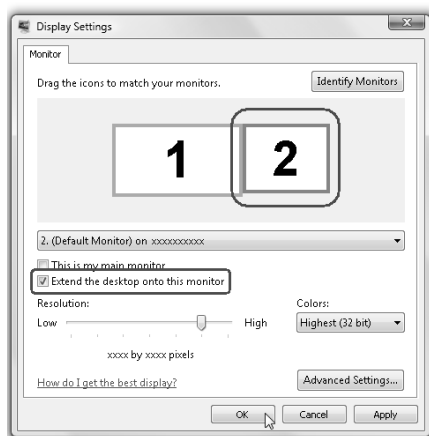 Display Settings
Monitor
Drag the icons to match your monitors.
Identify Monitors
1
2
2. (Default Monitor) on xxxxxxxxxx
This is my main monitor
Extend the desktop onto this monitor
Resolution:
Colors:
Low
High
Highest (32 bit)
xxxx by xxxx pixels
How do I get the best display?
Advanced Settings...
OK
Cancel
Apply